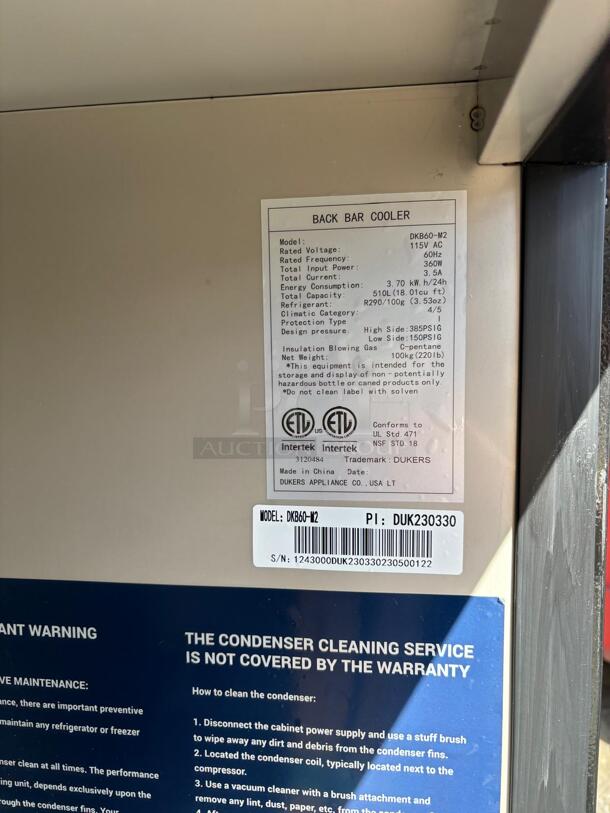 BACK BAR COOLER
Model: DKB60-M2
Rated Voltage: 115V AC
Rated Frequency: 60Hz
Total Input Power: 360W
Total Current: 3.5A
Energy Consumption: 3.70 kW.h/24h
Total Capacity: 510L(18.01cu ft)
Refrigerant: R290/100g (3.53oz)
Climatic Category: 4/5
Protection Type I
Design pressure: High Side:385PSIG
Low Side:150PSIG
Insulation Blowing Gas C-pentane
Net Weight: 100kg(220lb)
*This equipment is intended for the
storage and display of non - potentially
hazardous bottle or caned products only.
*Do not clean label with solven
ETL US ETL
Intertek Intertek
Conforms to
UL Std. 471
NSF STD. 18
3120484 Trademark: DUKERS
Made in China Date:
DUKERS APPLIANCE CO., USA LT
AUCTION
MODEL: DKB60-M2 PI: DUK230330
S/N: 1243000DUK230330230500122
ANT WARNING
VE MAINTENANCE:
ance, there are important preventive
maintain any refrigerator or freezer
nser clean at all times. The performance
ing unit, depends exclusively upon the
rough the condenser fins. Your
THE CONDENSER CLEANING SERVICE
IS NOT COVERED BY THE WARRANTY
How to clean the condenser:
1. Disconnect the cabinet power supply and use a stuff brush
to wipe away any dirt and debris from the condenser fins.
2. Located the condenser coil, typically located next to the
compressor.
3. Use a vacuum cleaner with a brush attachment and
remove any lint, dust, paper, etc. from the